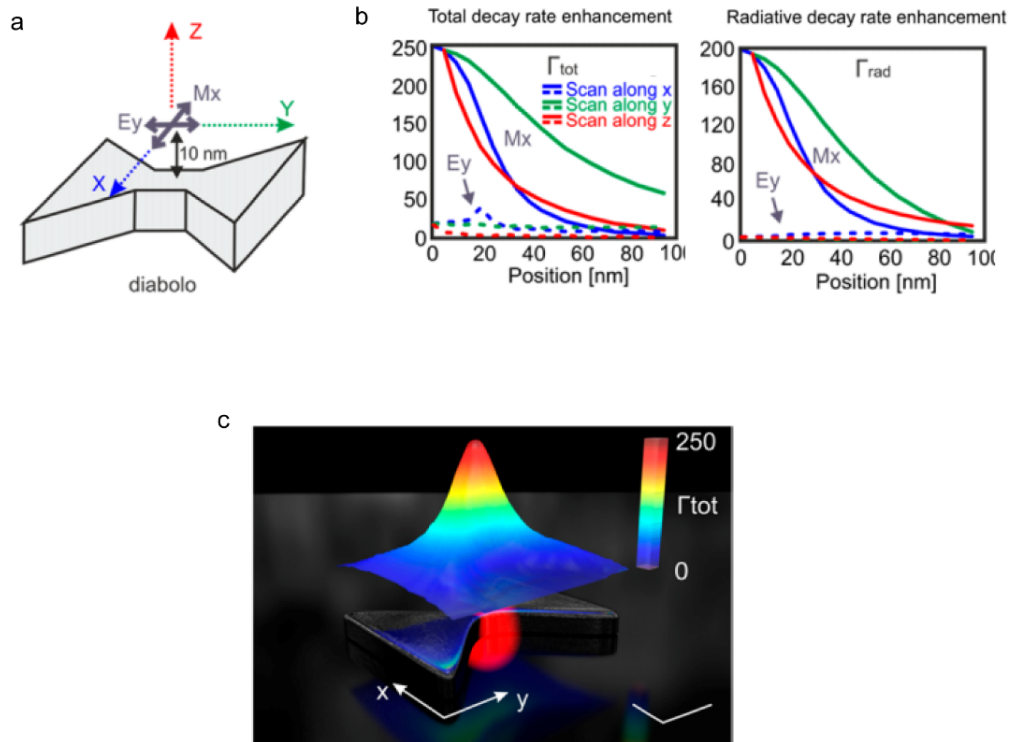 a
Z
Mx
Ey
Y
10 nm
X
diabolo
b
Total decay rate enhancement
250
200
150
100
50
0
Γtot
Scan along x
Scan along y
Scan along z
Mx
Ey
0 20 40 60 80 100
Position [nm]
Radiative decay rate enhancement
200
160
120
80
40
0
Γrad
Mx
Ey
0 20 40 60 80 100
Position [nm]
c
250
Γtot
0
x
y